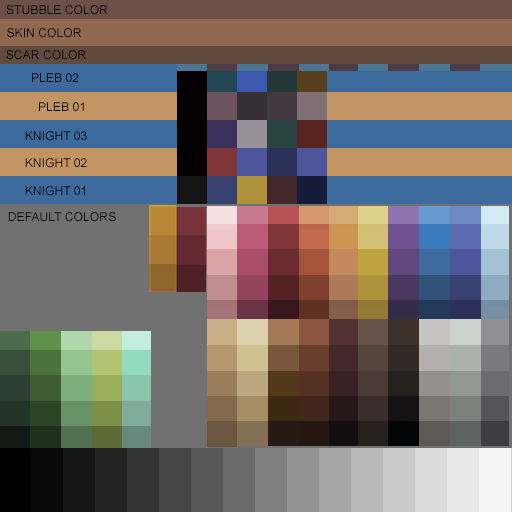 STUBBLE COLOR
SKIN COLOR
SCAR COLOR
PLEB 02
PLEB 01
KNIGHT 03
KNIGHT 02
KNIGHT 01
DEFAULT COLORS